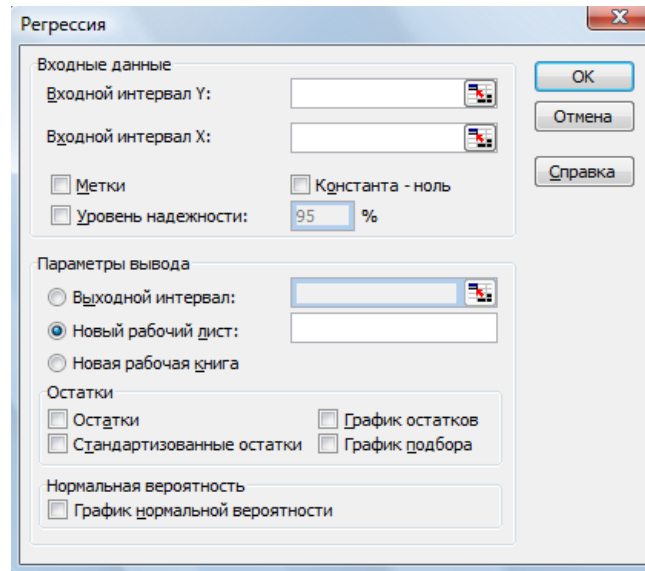 Регрессия
X
Входные данные
Входной интервал Y:
Входной интервал X:
Метки
Константа - ноль
Уровень надежности:
95
%
OK
Отмена
Справка
Параметры вывода
Выходной интервал:
Новый рабочий лист:
Новая рабочая книга
Остатки
Остатки
График остатков
Стандартизованные остатки
График подбора
Нормальная вероятность
График нормальной вероятности